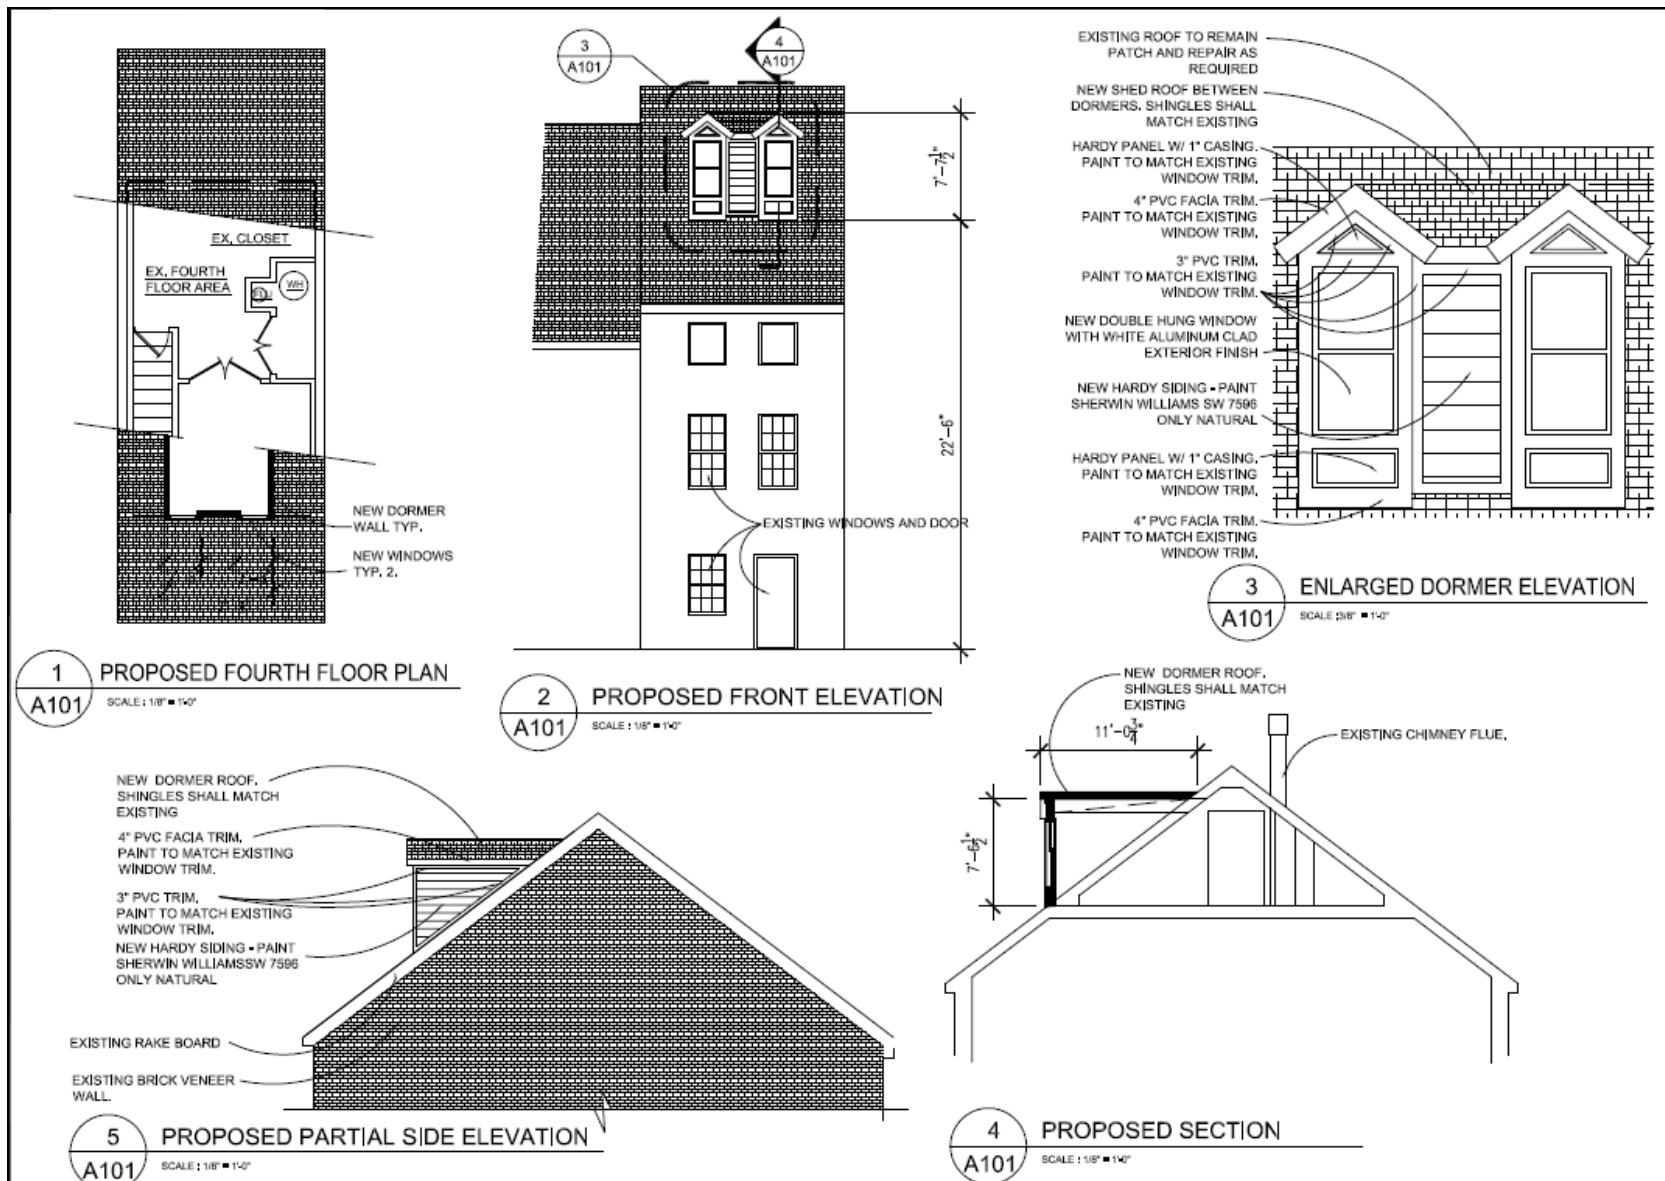 EX. CLOSET
EX. FOURTH
FLOOR AREA
WH
NEW DORMER
WALL TYP.
NEW WINDOWS
TYP. 2.
1
A101
PROPOSED FOURTH FLOOR PLAN
SCALE : 1/8" = 1'-0"
3
A101
4
A101
7'-7 1/2"
22'-6"
EXISTING WINDOWS AND DOOR
2
A101
PROPOSED FRONT ELEVATION
SCALE : 1/8" = 1'-0"
EXISTING ROOF TO REMAIN
PATCH AND REPAIR AS
REQUIRED
NEW SHED ROOF BETWEEN
DORMERS. SHINGLES SHALL
MATCH EXISTING
HARDY PANEL W/ 1" CASING.
PAINT TO MATCH EXISTING
WINDOW TRIM.
4" PVC FACIA TRIM.
PAINT TO MATCH EXISTING
WINDOW TRIM.
3" PVC TRIM.
PAINT TO MATCH EXISTING
WINDOW TRIM.
NEW DOUBLE HUNG WINDOW
WITH WHITE ALUMINUM CLAD
EXTERIOR FINISH
NEW HARDY SIDING - PAINT
SHERWIN WILLIAMS SW 7596
ONLY NATURAL
HARDY PANEL W/ 1" CASING.
PAINT TO MATCH EXISTING
WINDOW TRIM.
4" PVC FACIA TRIM.
PAINT TO MATCH EXISTING
WINDOW TRIM.
3
A101
ENLARGED DORMER ELEVATION
SCALE :3/8" = 1'-0"
NEW DORMER ROOF.
SHINGLES SHALL MATCH
EXISTING
4" PVC FACIA TRIM.
PAINT TO MATCH EXISTING
WINDOW TRIM.
3" PVC TRIM.
PAINT TO MATCH EXISTING
WINDOW TRIM.
NEW HARDY SIDING - PAINT
SHERWIN WILLIAMSSW 7596
ONLY NATURAL
EXISTING RAKE BOARD
EXISTING BRICK VENEER
WALL.
5
A101
PROPOSED PARTIAL SIDE ELEVATION
SCALE : 1/8" = 1'-0"
NEW DORMER ROOF.
SHINGLES SHALL MATCH
EXISTING
11'-0 3/4"
EXISTING CHIMNEY FLUE.
7'-6 1/2"
4
A101
PROPOSED SECTION
SCALE : 1/8" = 1'-0"